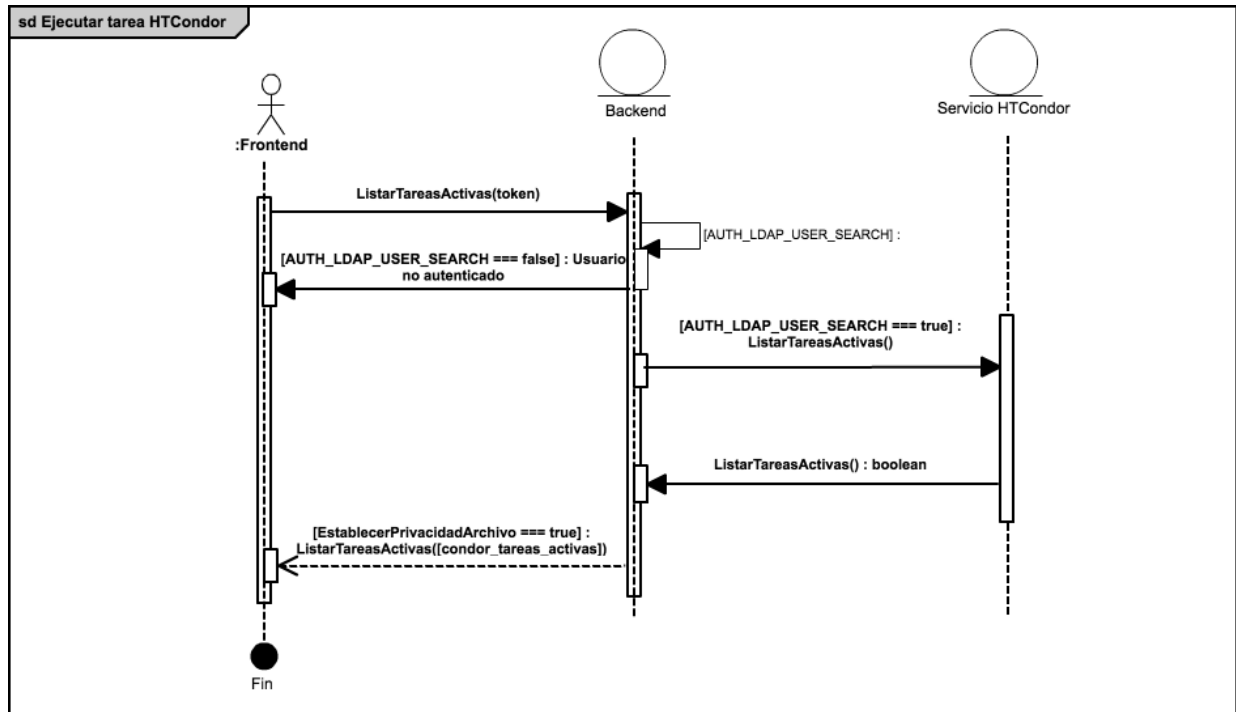 sd Ejecutar tarea HTCondor
Backend
Servicio HTCondor
:Frontend
ListarTareasActivas(token)
[AUTH_LDAP_USER_SEARCH] :
[AUTH_LDAP_USER_SEARCH === false] : Usuario
no autenticado
[AUTH_LDAP_USER_SEARCH === true] :
ListarTareasActivas()
ListarTareasActivas() : boolean
[EstablecerPrivacidadArchivo === true] :
ListarTareasActivas([condor_tareas_activas])
Fin